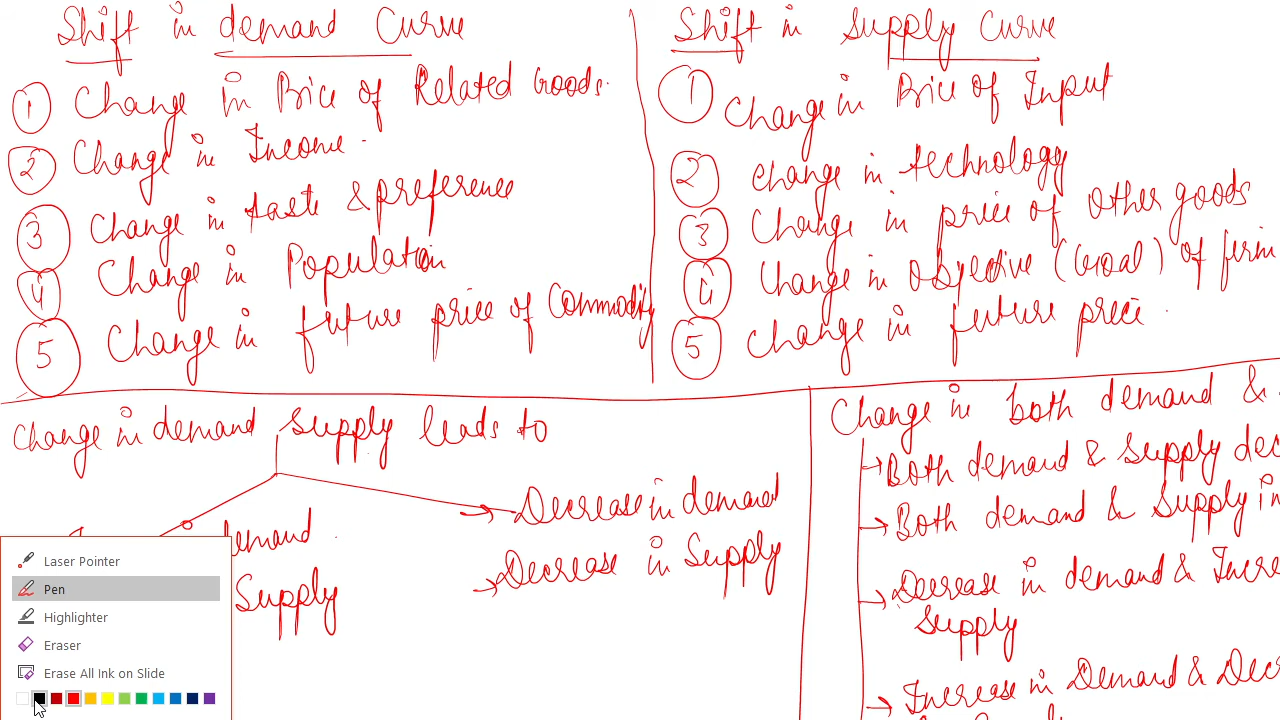 Shift in demand Curve
1 Change in Price of Related Goods.
2 Change in Income.
3 Change in taste & preference
4 Change in Population
5 Change in future price of Commodity
Shift in Supply Curve
1 Change in Price of Input
2 change in technology
3 Change in price of Other goods
4 Change in Objective (Goal) of firm
5 Change in future price
Change in demand Supply leads to
→ Decrease in demand
→ Decrease in Supply
demand
Supply
Change in both demand &
→ Both demand & Supply dec
→ Both demand & Supply in
→ Decrease in demand & Incre
Supply
→ Increase in Demand & Decr
Laser Pointer
Pen
Highlighter
Eraser
Erase All Ink on Slide